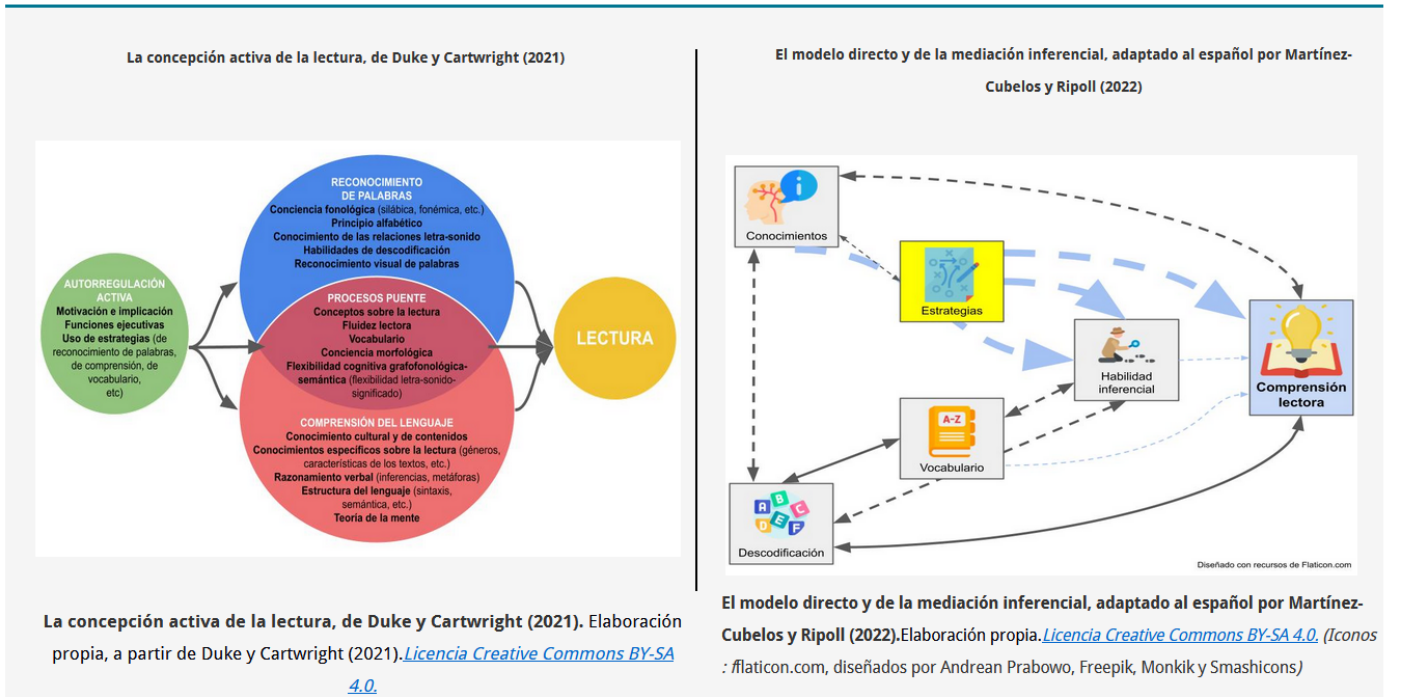 La concepción activa de la lectura, de Duke y Cartwright (2021)
RECONOCIMIENTO
DE PALABRAS
Conciencia fonológica (silábica, fonémica, etc.)
Principio alfabético
Conocimiento de las relaciones letra-sonido
Habilidades de descodificación
Reconocimiento visual de palabras
AUTORREGULACIÓN
ACTIVA
Motivación e implicación
Funciones ejecutivas
Uso de estrategias (de
reconocimiento de palabras,
de comprensión, de
vocabulario,
etc)
PROCESOS PUENTE
Conceptos sobre la lectura
Fluidez lectora
Vocabulario
Conciencia morfológica
Flexibilidad cognitiva grafofonológica-
semántica (flexibilidad letra-sonido-
significado)
COMPRENSIÓN DEL LENGUAJE
Conocimiento cultural y de contenidos
Conocimientos específicos sobre la lectura (géneros,
características de los textos, etc.)
Razonamiento verbal (inferencias, metáforas)
Estructura del lenguaje (sintaxis,
semántica, etc.)
Teoría de la mente
LECTURA
La concepción activa de la lectura, de Duke y Cartwright (2021). Elaboración
propia, a partir de Duke y Cartwright (2021).Licencia Creative Commons BY-SA
4.0.
El modelo directo y de la mediación inferencial, adaptado al español por Martínez-
Cubelos y Ripoll (2022)
Conocimientos
Estrategias
Habilidad
inferencial
Comprensión
lectora
A-Z
Vocabulario
A B C
D E F
Descodificación
Diseñado con recursos de Flaticon.com
El modelo directo y de la mediación inferencial, adaptado al español por Martínez-
Cubelos y Ripoll (2022).Elaboración propia.Licencia Creative Commons BY-SA 4.0. (Iconos
: fflaticon.com, diseñados por Andrean Prabowo, Freepik, Monkik y Smashicons)